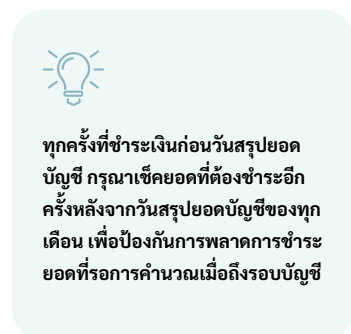 ทุกครั้งที่ชำระเงินก่อนวันสรุปยอด
บัญชี กรุณาเช็คยอดที่ต้องชำระอีก
ครั้งหลังจากวันสรุปยอดบัญชีของทุก
เดือน เพื่อป้องกันการพลาดการชำระ
ยอดที่รอการคำนวณเมื่อถึงรอบบัญชี